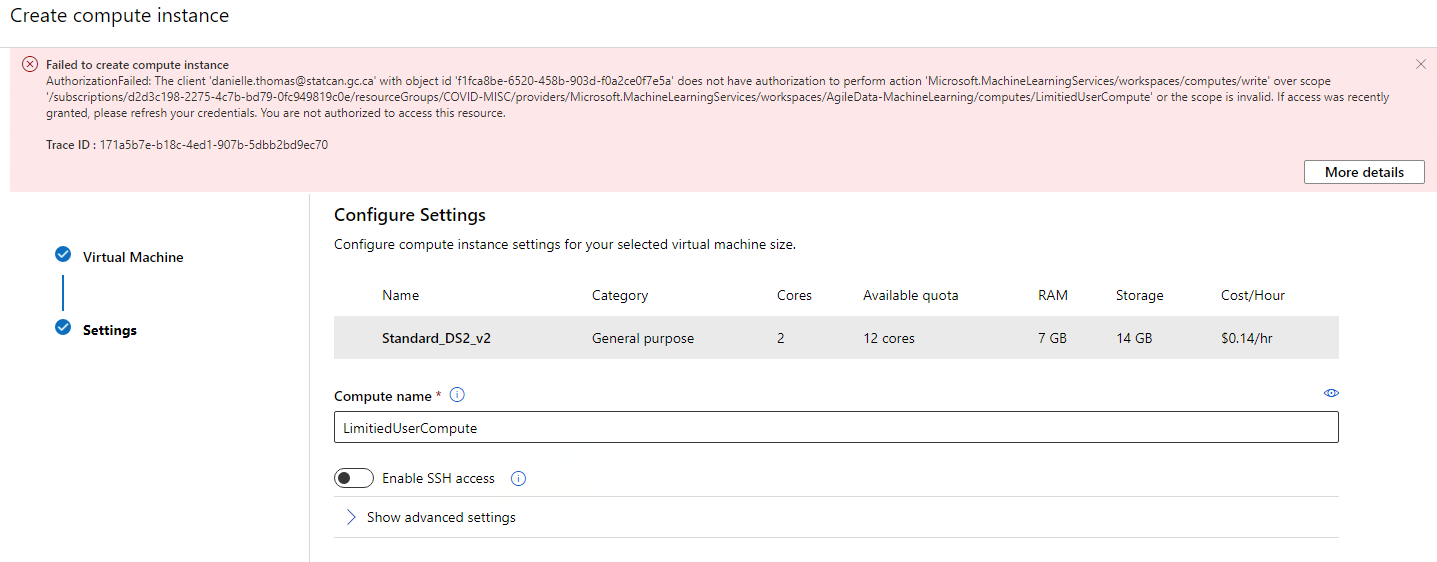 Create compute instance
Failed to create compute instance
AuthorizationFailed: The client 'danielle.thomas@statcan.gc.ca' with object id 'f1fca8be-6520-458b-903d-f0a2ce0f7e5a' does not have authorization to perform action 'Microsoft.MachineLearningServices/workspaces/computes/write' over scope
'/subscriptions/d2d3c198-2275-4c7b-bd79-0fc949819c0e/resourceGroups/COVID-MISC/providers/Microsoft.MachineLearningServices/workspaces/AgileData-MachineLearning/computes/LimitiedUserCompute' or the scope is invalid. If access was recently
granted, please refresh your credentials. You are not authorized to access this resource.
Trace ID : 171a5b7e-b18c-4ed1-907b-5dbb2bd9ec70
More details
Virtual Machine
Settings
Configure Settings
Configure compute instance settings for your selected virtual machine size.
Name Category Cores Available quota RAM Storage Cost/Hour
Standard_DS2_v2 General purpose 2 12 cores 7 GB 14 GB $0.14/hr
Compute name *
LimitiedUserCompute
Enable SSH access
Show advanced settings